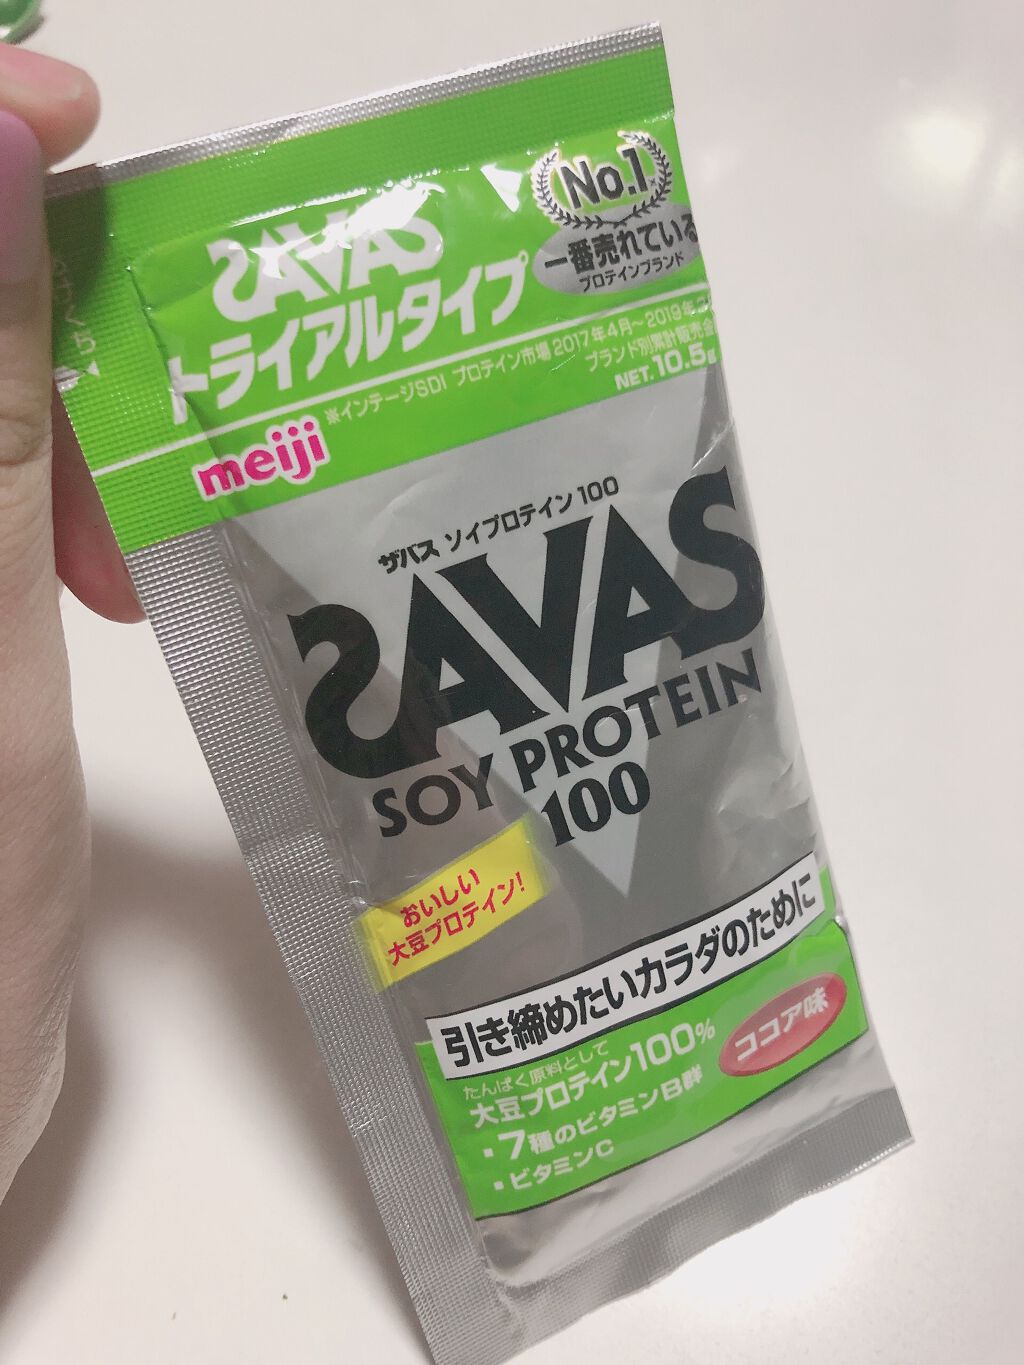 SAVAS
トライアルタイプ
No.1
※
一番売れている
プロテインブランド
※インテージSDI プロテイン市場 2017年4月～2019年
ブランド別累計販売金
NET.10.5g
meiji
ザバス ソイプロテイン100
SAVAS
SOY PROTEIN
100
おいしい
大豆プロテイン!
引き締めたいカラダのために
たんぱく原料として
大豆プロテイン100%
ココア味
・7種のビタミンB群
・ビタミンC